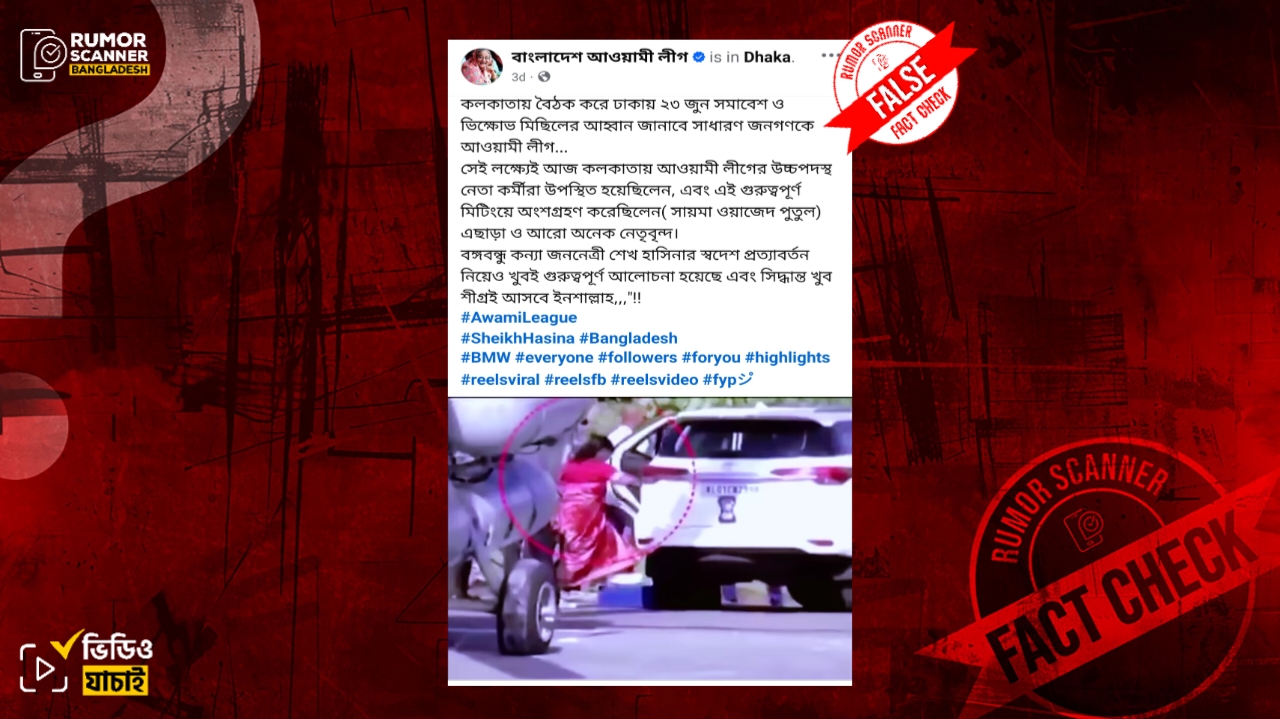 RUMOR
SCANNER
BANGLADESH
বাংলাদেশ আওয়ামী লীগ is in Dhaka.
3d
কলকাতায় বৈঠক করে ঢাকায় ২৩ জুন সমাবেশ ও
ভিক্ষোভ মিছিলের আহ্বান জানাবে সাধারণ জনগণকে
আওয়ামী লীগ...
সেই লক্ষ্যেই আজ কলকাতায় আওয়ামী লীগের উচ্চপদস্থ
নেতা কর্মীরা উপস্থিত হয়েছিলেন, এবং এই গুরুত্বপূর্ণ
মিটিংয়ে অংশগ্রহণ করেছিলেন( সায়মা ওয়াজেদ পুতুল)
এছাড়া ও আরো অনেক নেতৃবৃন্দ।
বঙ্গবন্ধু কন্যা জননেত্রী শেখ হাসিনার স্বদেশ প্রত্যাবর্তন
নিয়েও খুবই গুরুত্বপূর্ণ আলোচনা হয়েছে এবং সিদ্ধান্ত খুব
শীগ্রই আসবে ইনশাল্লাহ,,,"!!
#AwamiLeague
#SheikhHasina #Bangladesh
#BMW #everyone #followers #foryou #highlights
#reelsviral #reelsfb #reelsvideo #fypジ
RUMOR SCANNER
FALSE
FACT CHECK
RUMOR SCANNER
FACT CHECK
ভিডিও
যাচাই